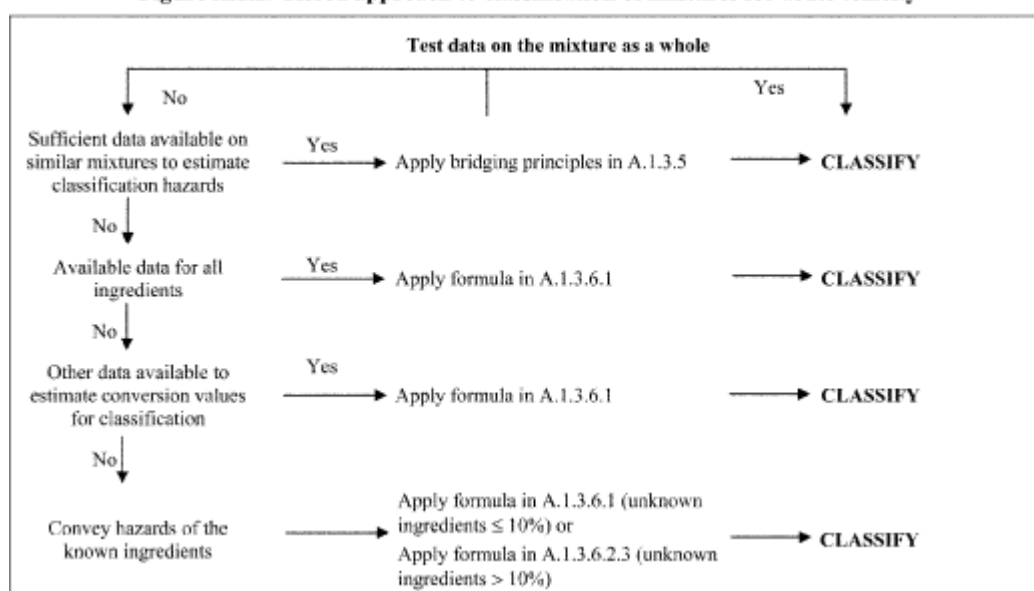 Test data on the mixture as a whole
No
Yes
Sufficient data available on
similar mixtures to estimate
classification hazards
Yes
Apply bridging principles in A.1.3.5
CLASSIFY
No
Available data for all
ingredients
Yes
Apply formula in A.1.3.6.1
CLASSIFY
No
Other data available to
estimate conversion values
for classification
Yes
Apply formula in A.1.3.6.1
CLASSIFY
No
Convey hazards of the
known ingredients
Apply formula in A.1.3.6.1 (unknown
ingredients ≤ 10%) or
Apply formula in A.1.3.6.2.3 (unknown
ingredients > 10%)
CLASSIFY